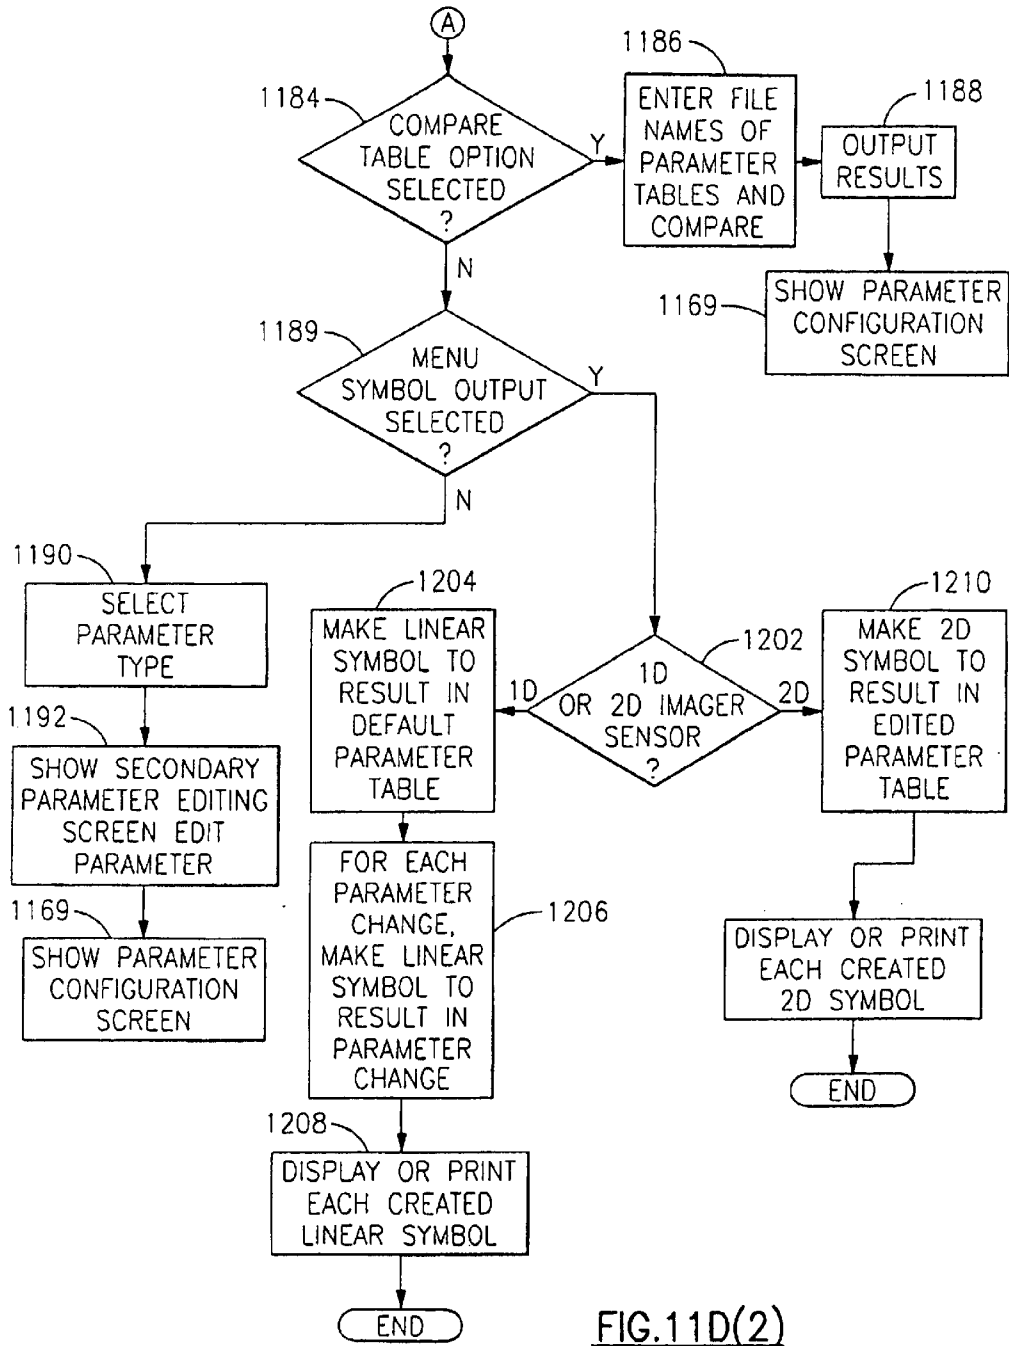 A
1184
COMPARE
TABLE OPTION
SELECTED
?
Y
N
1186
ENTER FILE
NAMES OF
PARAMETER
TABLES AND
COMPARE
1188
OUTPUT
RESULTS
1169
SHOW PARAMETER
CONFIGURATION
SCREEN
1189
MENU
SYMBOL OUTPUT
SELECTED
?
Y
N
1190
SELECT
PARAMETER
TYPE
1192
SHOW SECONDARY
PARAMETER EDITING
SCREEN EDIT
PARAMETER
1169
SHOW PARAMETER
CONFIGURATION
SCREEN
1202
1D
OR 2D IMAGER
SENSOR
?
1D
2D
1204
MAKE LINEAR
SYMBOL TO
RESULT IN
DEFAULT
PARAMETER
TABLE
1206
FOR EACH
PARAMETER
CHANGE,
MAKE LINEAR
SYMBOL TO
RESULT IN
PARAMETER
CHANGE
1208
DISPLAY OR PRINT
EACH CREATED
LINEAR SYMBOL
END
1210
MAKE 2D
SYMBOL TO
RESULT IN
EDITED
PARAMETER
TABLE
DISPLAY OR PRINT
EACH CREATED
2D SYMBOL
END
FIG.11D(2)